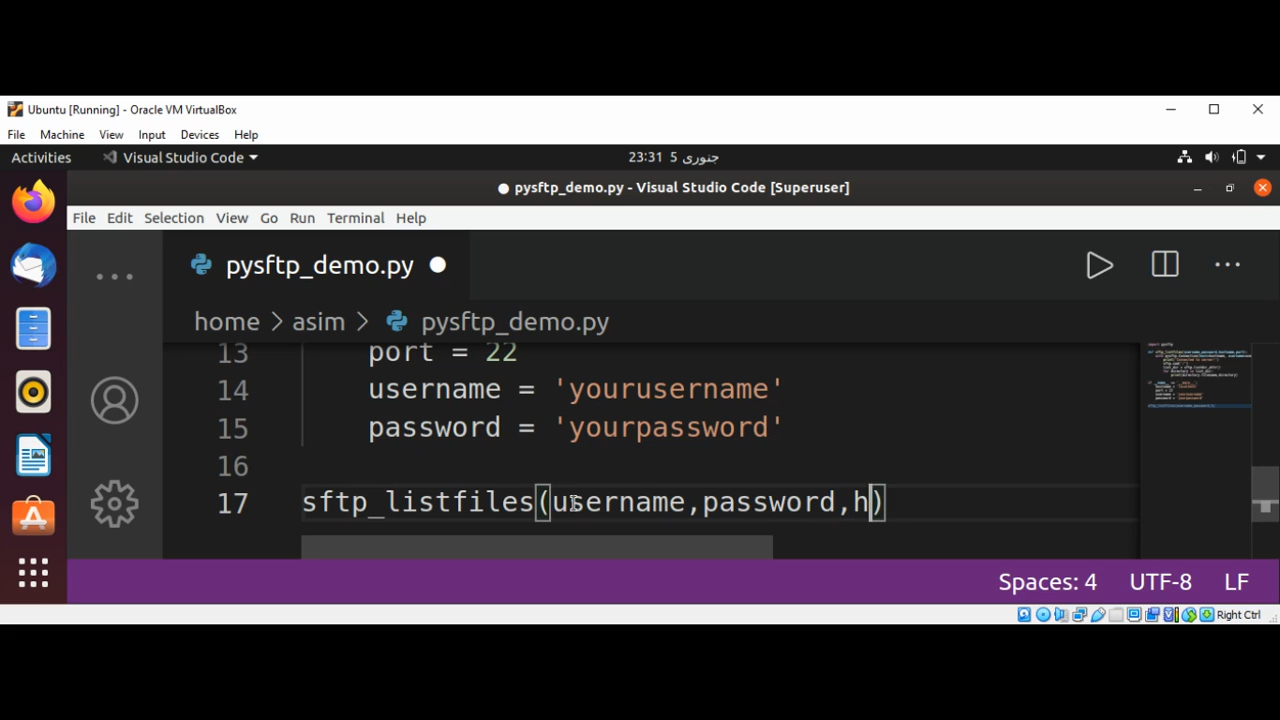 Ubuntu [Running] - Oracle VM VirtualBox
File Machine View Input Devices Help
Activities Visual Studio Code 23:31 5 جنوری
pysftp_demo.py - Visual Studio Code [Superuser]
File Edit Selection View Go Run Terminal Help
pysftp_demo.py
home > asim > pysftp_demo.py
13 port = 22
14 username = 'yourusername'
15 password = 'yourpassword'
16
17 sftp_listfiles(username,password,h)
Spaces: 4 UTF-8 LF
Right Ctrl